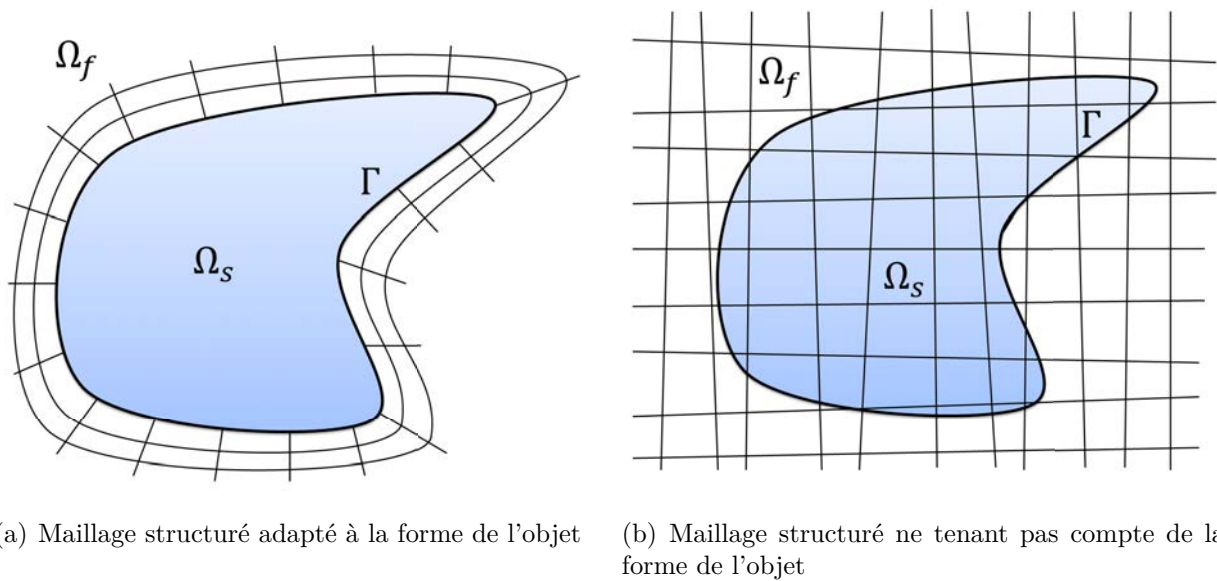 Ω_f
Γ
Ω_s
Ω_f
Γ
Ω_s
a) Maillage structuré adapté à la forme de l'objet
(b) Maillage structuré ne tenant pas compte de la
forme de l'objet